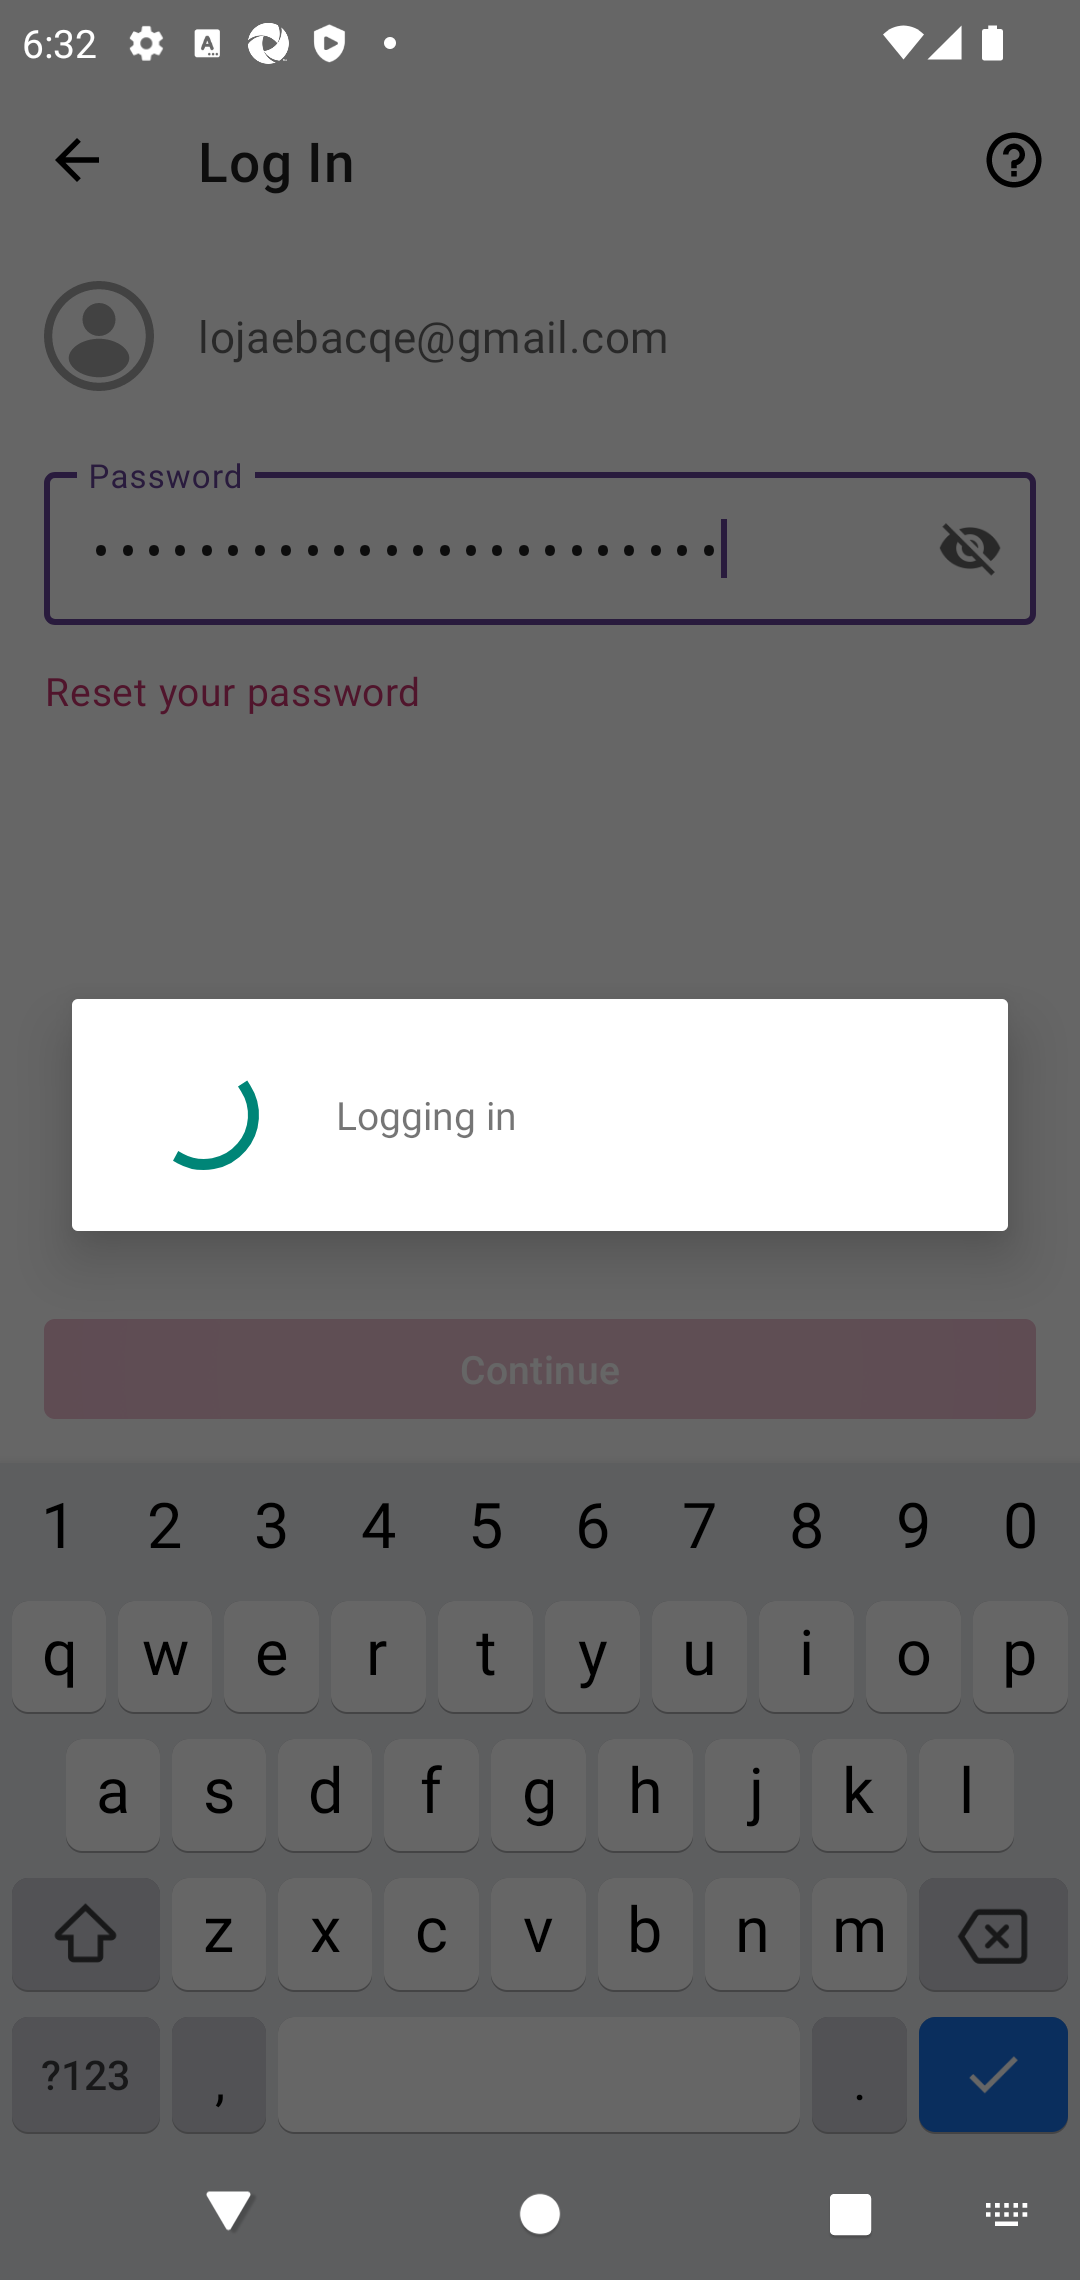 6:32
Log In
lojaebacqe@gmail.com
Password
••••••••••••••••••••••••
Reset your password
Logging in
Continue
1 2 3 4 5 6 7 8 9 0
q w e r t y u i o p
a s d f g h j k l
z x c v b n m
?123 , .